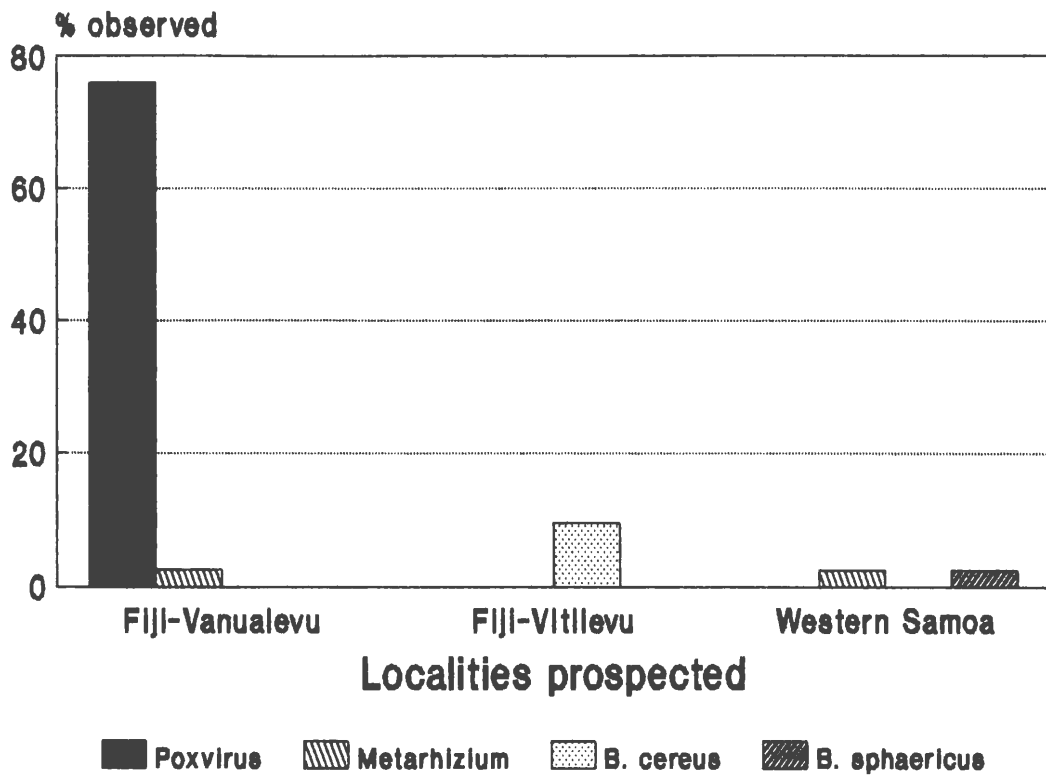 % observed
80
60
40
20
0
Fiji-Vanualevu Fiji-Vitilevu Western Samoa
Localities prospected
Poxvirus Metarhizium B. cereus B. sphaericus